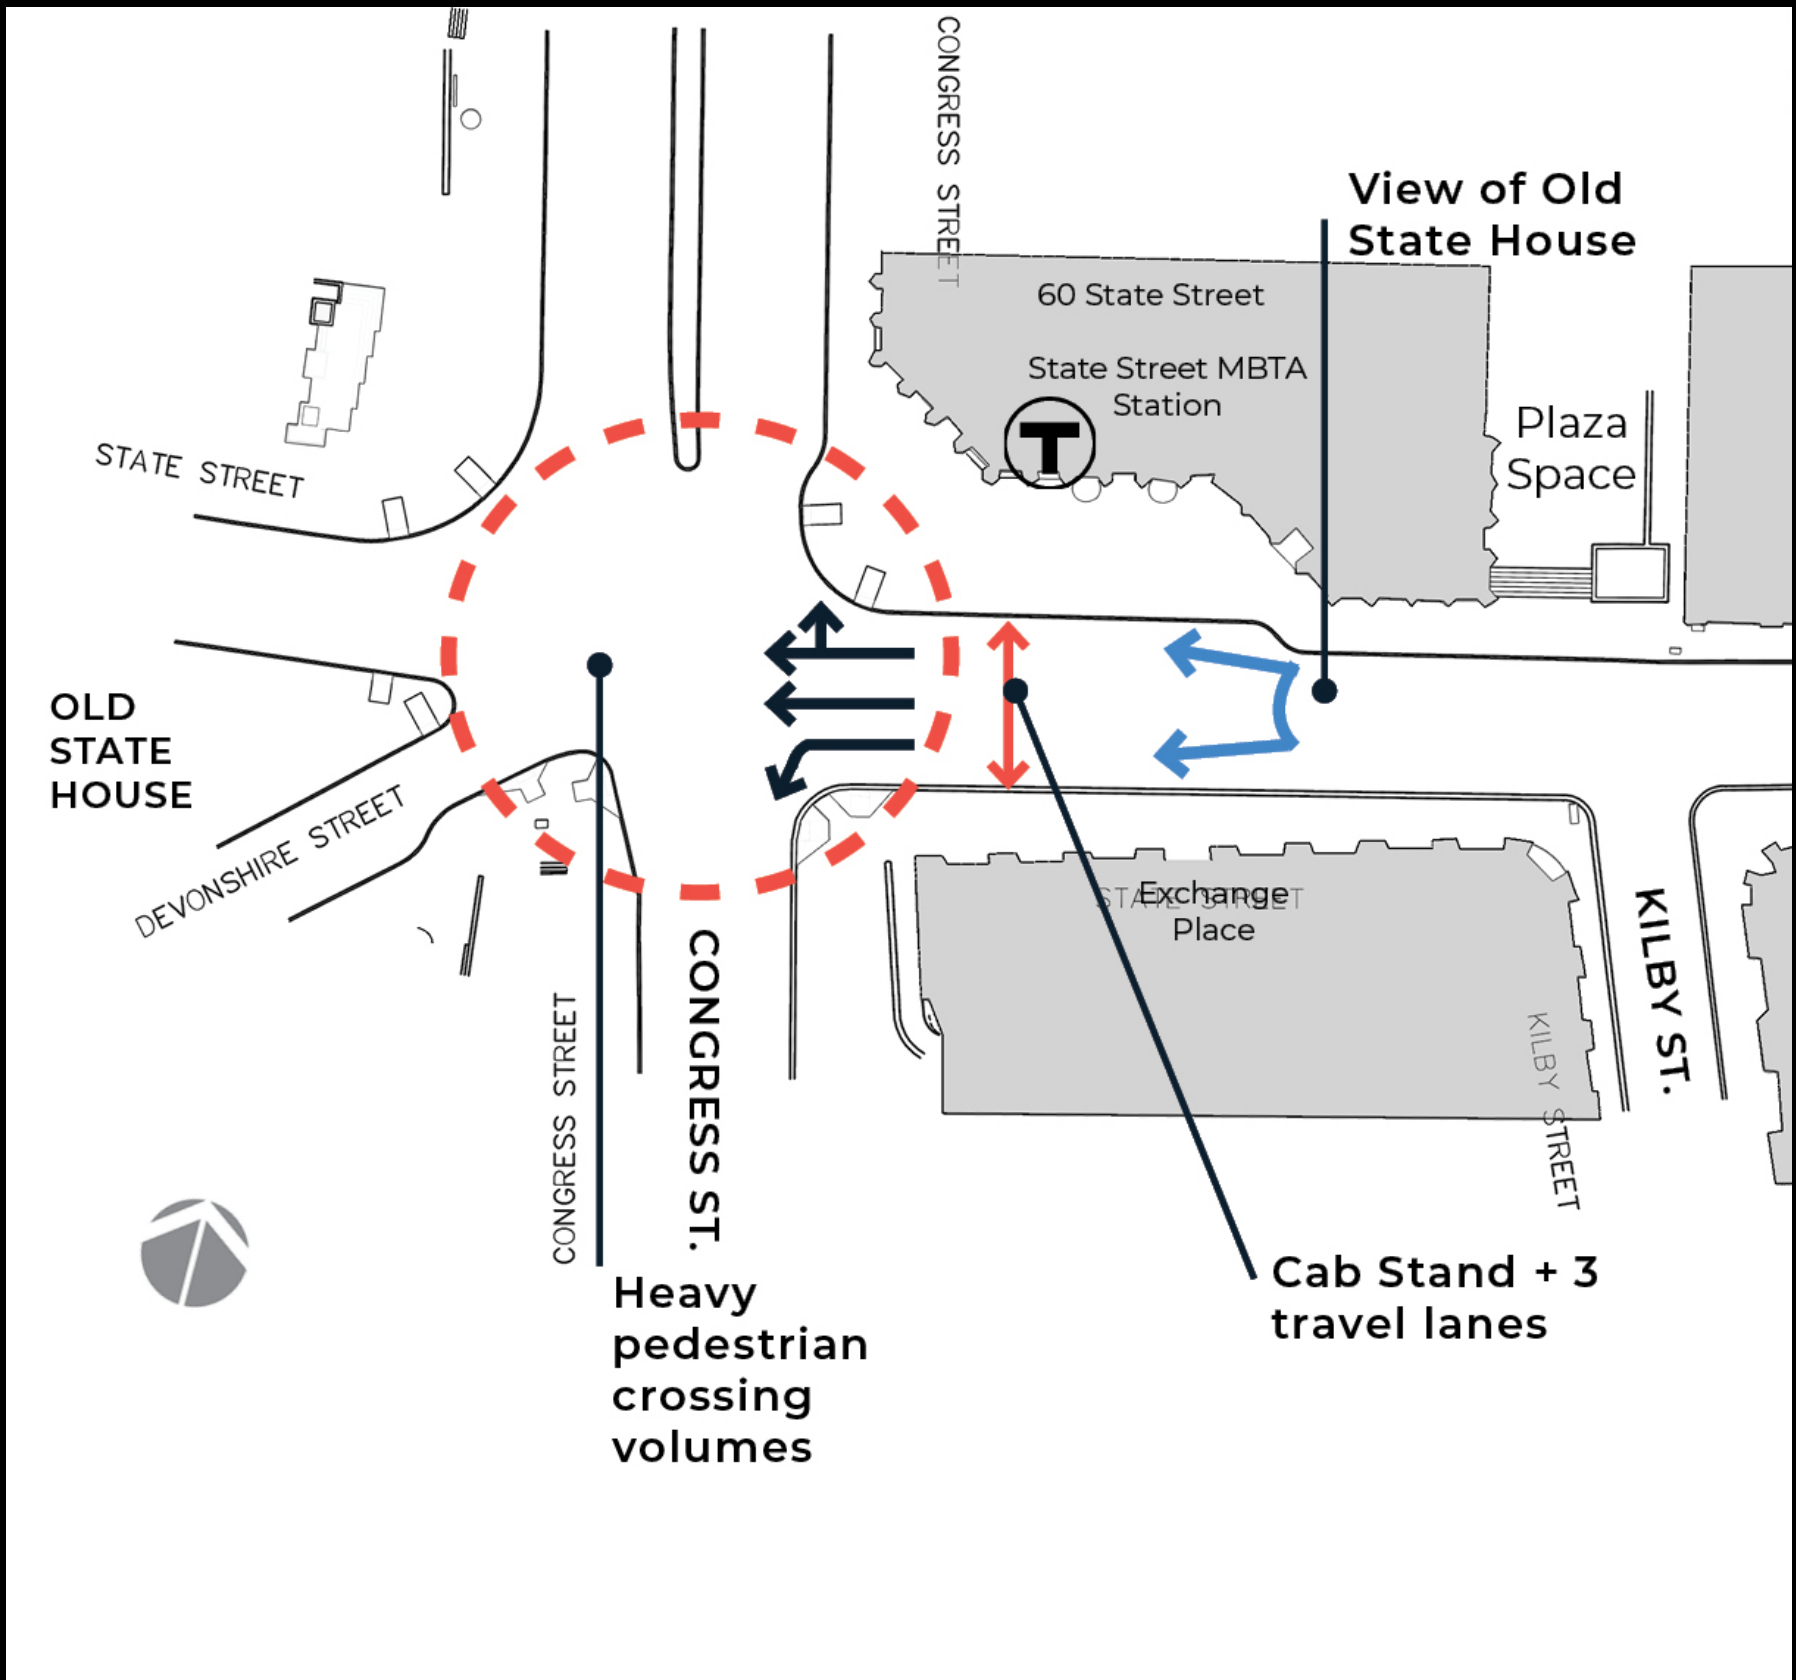 CONGRESS STREET
View of Old
State House
60 State Street
State Street MBTA
Station
T
Plaza
Space
STATE STREET
OLD
STATE
HOUSE
DEVONSHIRE STREET
Exchange
STATE STREET
Place
KILBY ST.
KILBY STREET
CONGRESS ST.
CONGRESS STREET
Heavy
pedestrian
crossing
volumes
Cab Stand + 3
travel lanes